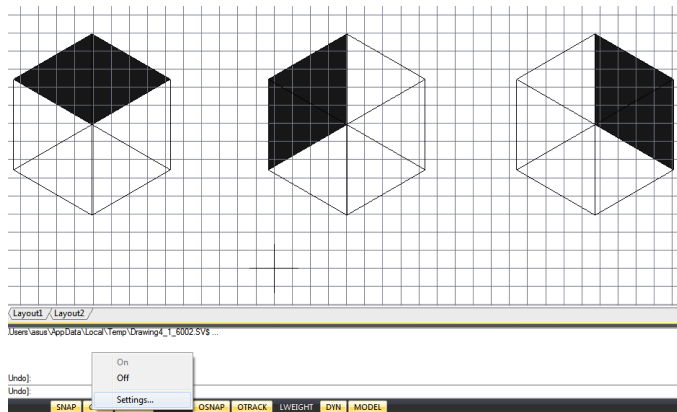 Layout1 Layout2
Users\asus\AppData\Local\Temp\Drawing4_1_6002.SV$ ...
On
Undo]: Off
Undo]: Settings...
SNAP OSNAP OTRACK LWEIGHT DYN MODEL